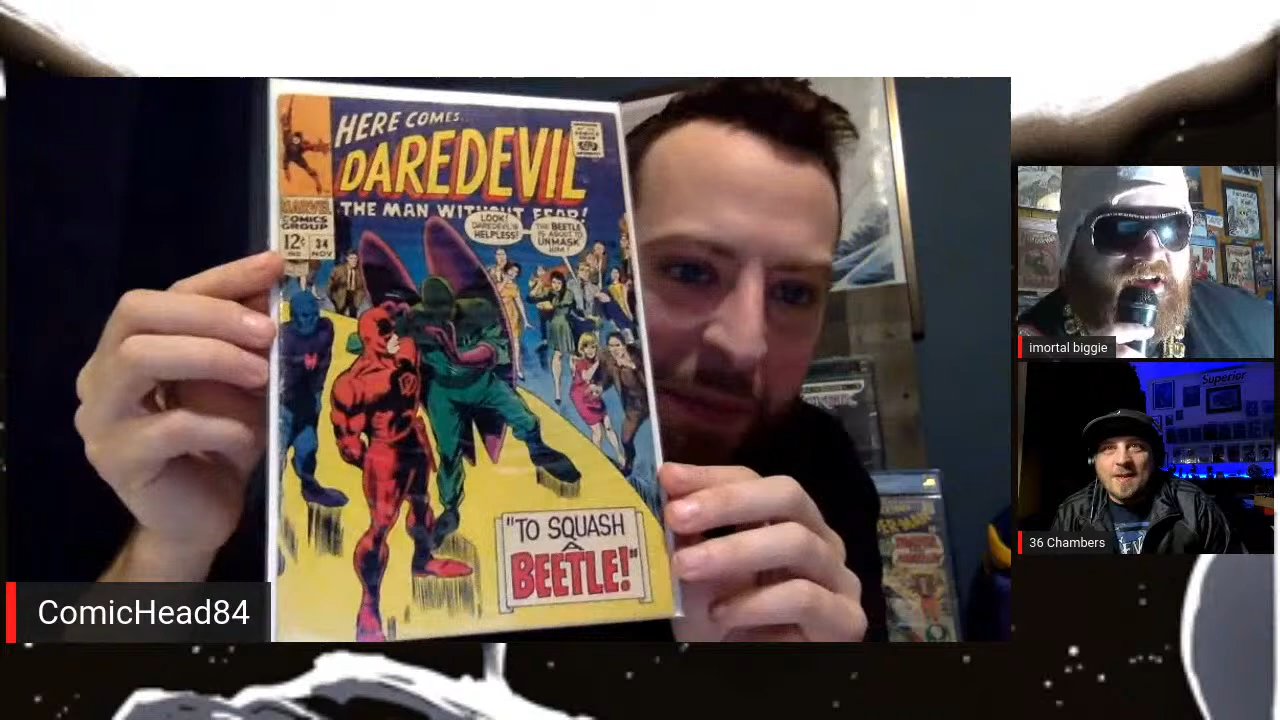 HERE COMES...
DAREDEVIL
THE MAN WITHOUT FEAR!
MARVEL
COMICS
GROUP
12¢
IND.
34
NOV
LOOK!
DAREDEVIL'S
HELPLESS!
THE BEETLE
IS ABOUT TO
UNMASK
HIM!
"TO SQUASH
A
BEETLE!"
ComicHead84
imortal biggie
Superior
36 Chambers